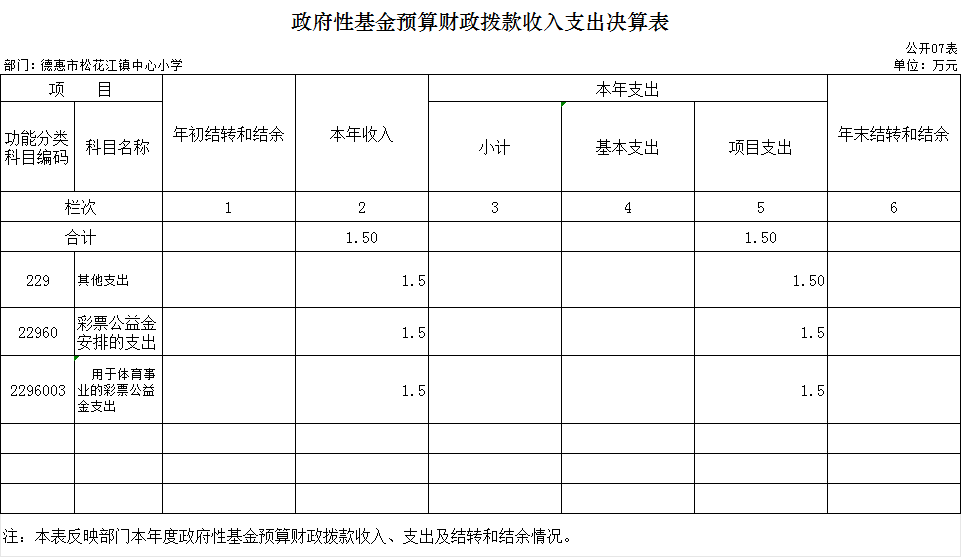 政府性基金预算财政拨款收入支出决算表
公开07表
部门：德惠市松花江镇中心小学
单位：万元
项 目
年初结转和结余
本年收入
本年支出
年末结转和结余
功能分类
科目编码
科目名称
小计
基本支出
项目支出
栏次 1 2 3 4 5 6
合计 1.50 1.50
229 其他支出 1.5 1.50
22960 彩票公益金
安排的支出 1.5 1.5
2296003 用于体育事
业的彩票公益
金支出 1.5 1.5
注：本表反映部门本年度政府性基金预算财政拨款收入、支出及结转和结余情况。